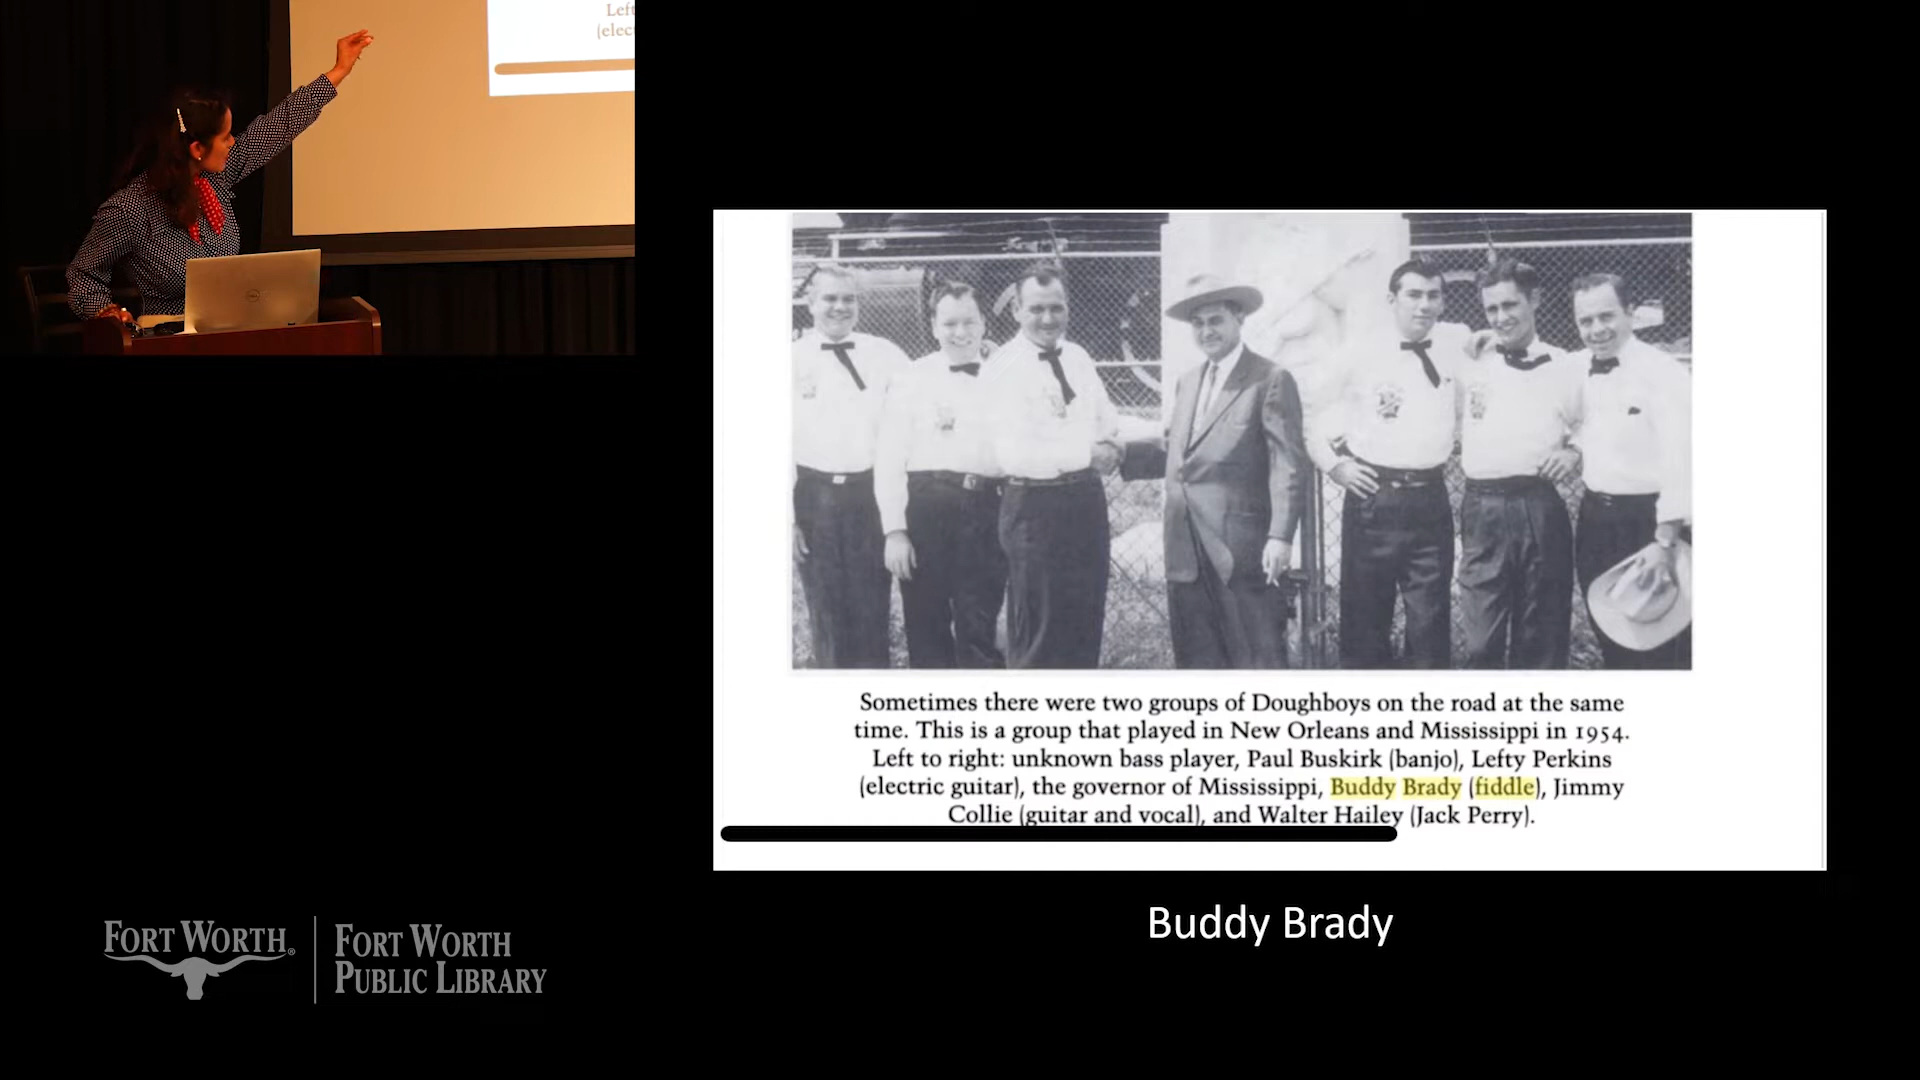 Left
(elec
Sometimes there were two groups of Doughboys on the road at the same
time. This is a group that played in New Orleans and Mississippi in 1954.
Left to right: unknown bass player, Paul Buskirk (banjo), Lefty Perkins
(electric guitar), the governor of Mississippi, Buddy Brady (fiddle), Jimmy
Collie (guitar and vocal), and Walter Hailey (Jack Perry).
Buddy Brady
FORT WORTH®
FORT WORTH
PUBLIC LIBRARY